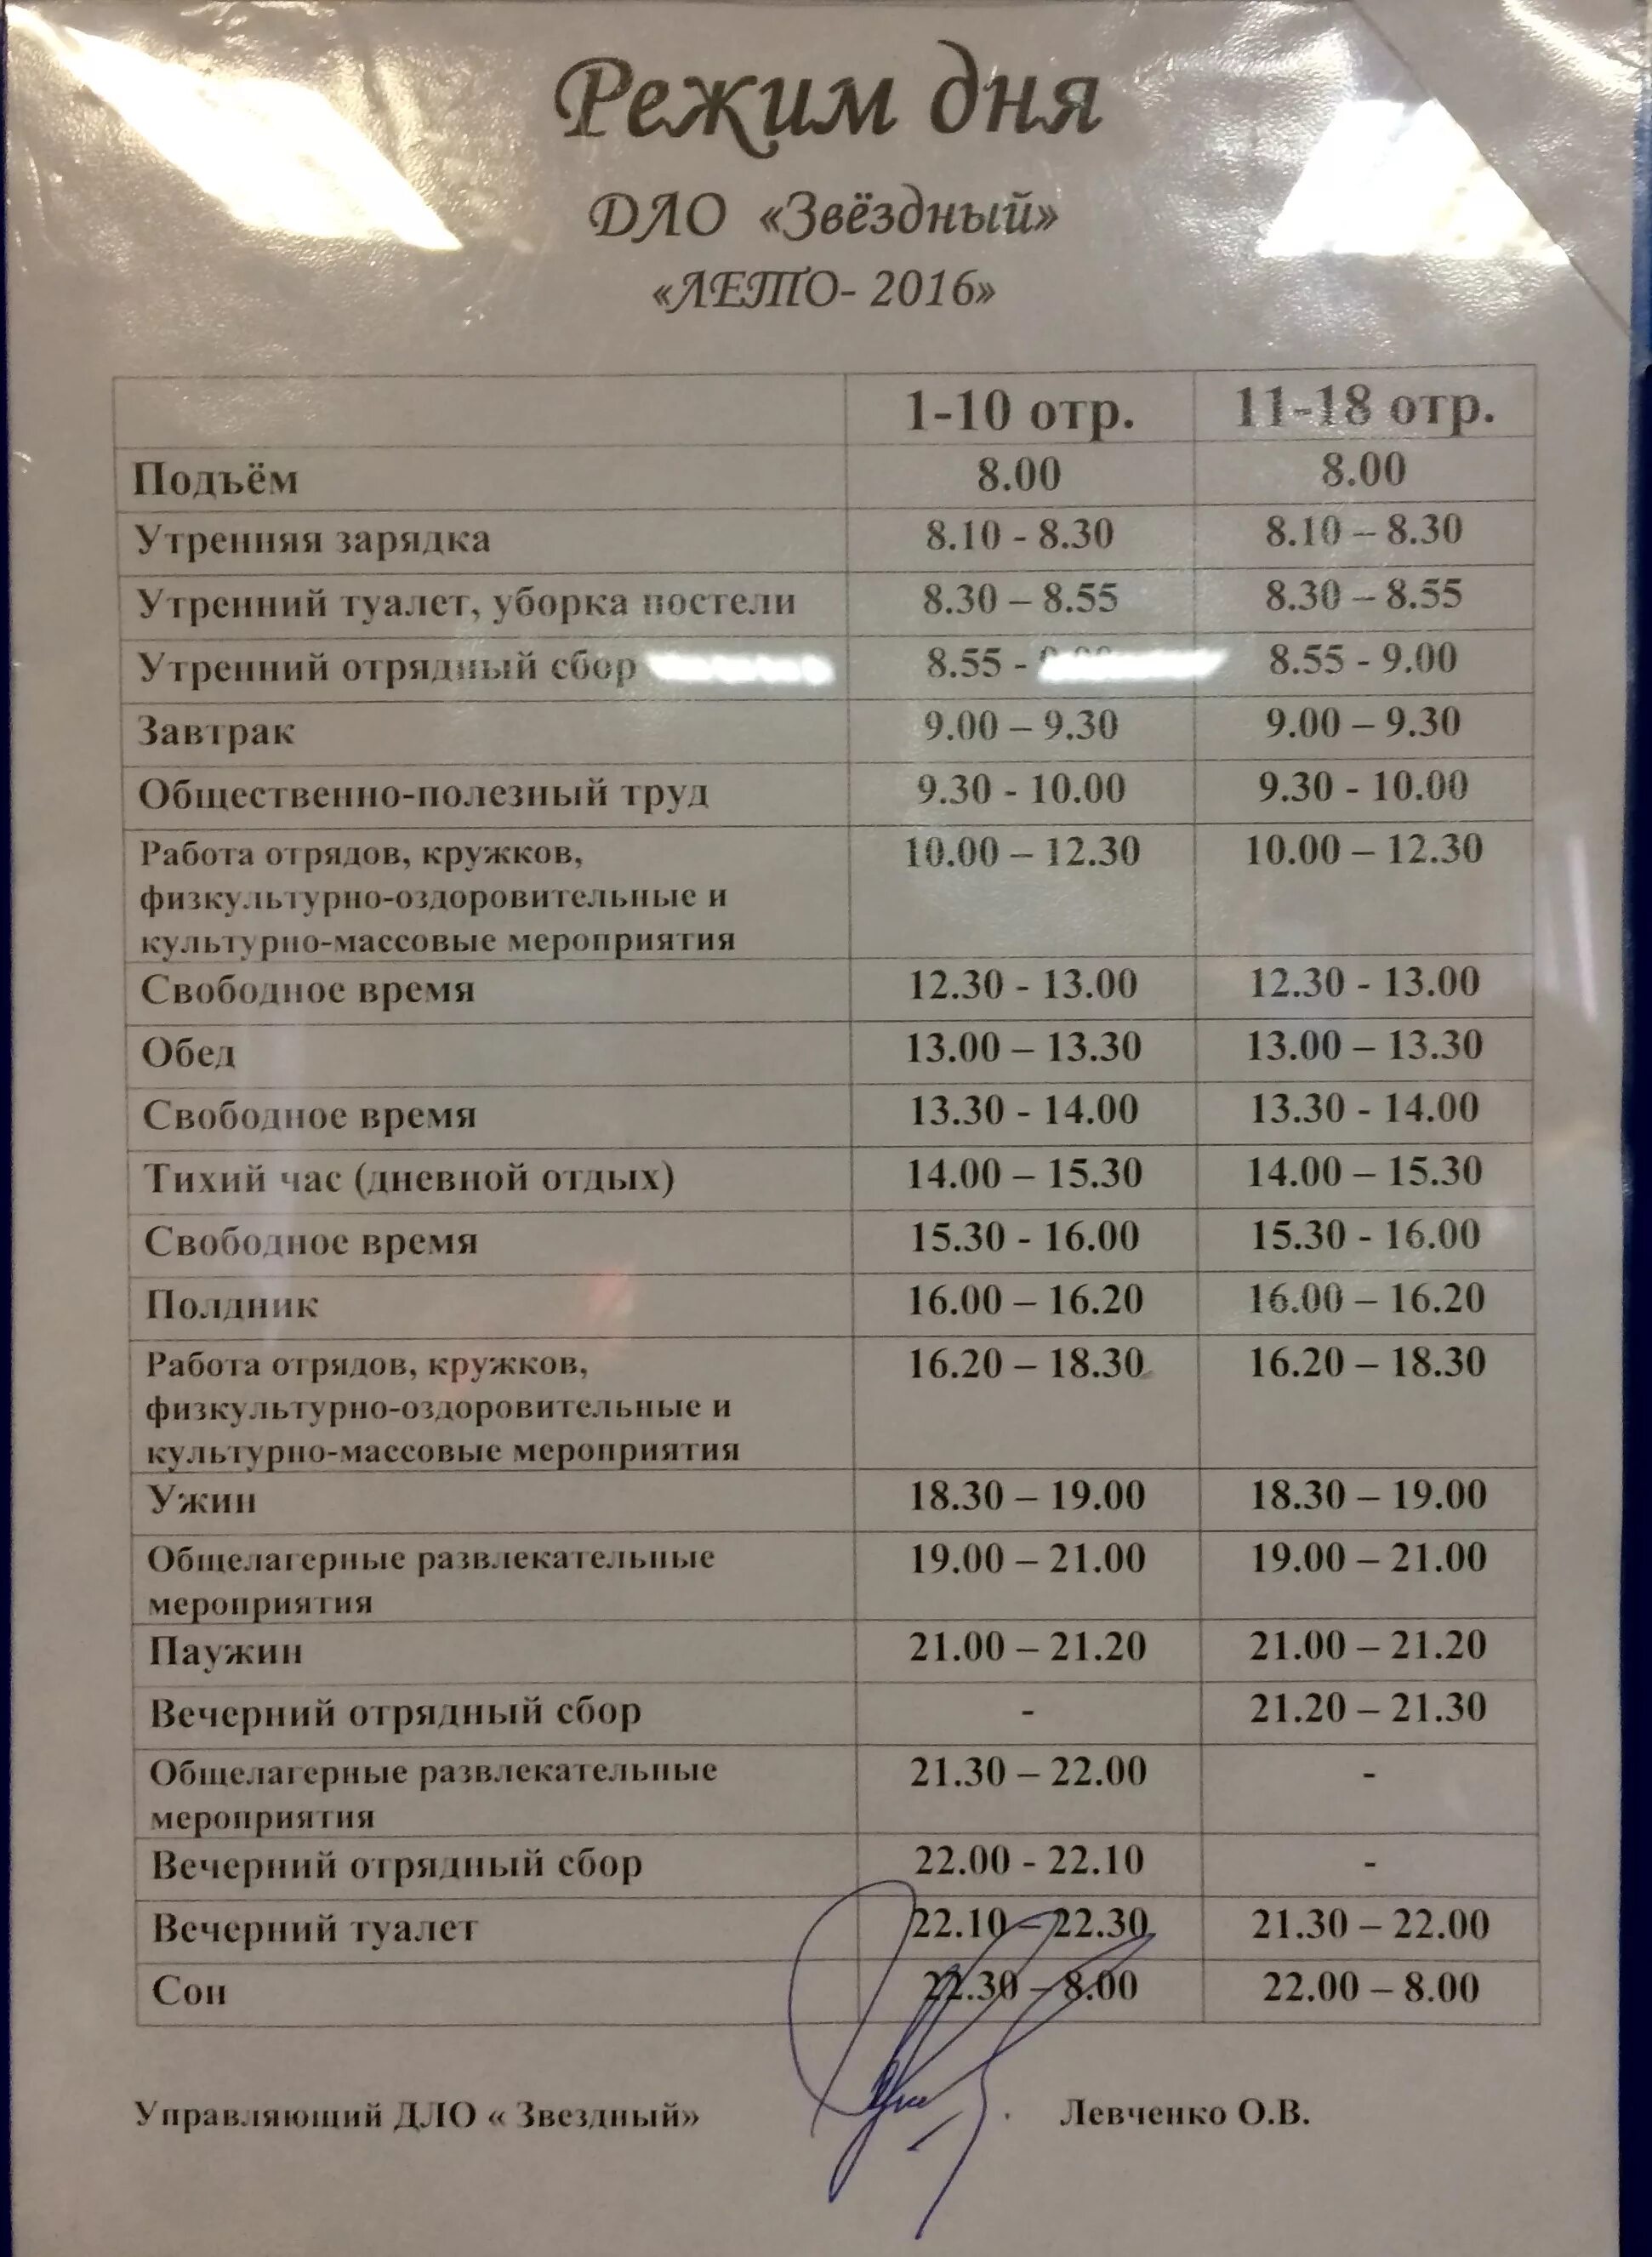 Режим дня
ДЛО «Звёздный»
«ЛЕТО- 2016»
1-10 отр. 11-18 отр.
Подъём 8.00 8.00
Утренняя зарядка 8.10 - 8.30 8.10 – 8.30
Утренний туалет, уборка постели 8.30 – 8.55 8.30 – 8.55
Утренний отрядный сбор 8.55 - 8.55 - 9.00
Завтрак 9.00 – 9.30 9.00 – 9.30
Общественно-полезный труд 9.30 - 10.00 9.30 - 10.00
Работа отрядов, кружков, 10.00 – 12.30 10.00 – 12.30
физкультурно-оздоровительные и
культурно-массовые мероприятия
Свободное время 12.30 - 13.00 12.30 - 13.00
Обед 13.00 – 13.30 13.00 – 13.30
Свободное время 13.30 - 14.00 13.30 - 14.00
Тихий час (дневной отдых) 14.00 – 15.30 14.00 – 15.30
Свободное время 15.30 - 16.00 15.30 - 16.00
Полдник 16.00 – 16.20 16.00 – 16.20
Работа отрядов, кружков, 16.20 – 18.30 16.20 – 18.30
физкультурно-оздоровительные и
культурно-массовые мероприятия
Ужин 18.30 – 19.00 18.30 – 19.00
Общелагерные развлекательные 19.00 – 21.00 19.00 – 21.00
мероприятия
Паужин 21.00 – 21.20 21.00 – 21.20
Вечерний отрядный сбор - 21.20 – 21.30
Общелагерные развлекательные 21.30 – 22.00 -
мероприятия
Вечерний отрядный сбор 22.00 - 22.10 -
Вечерний туалет 22.10 – 22.30 21.30 – 22.00
Сон 22.30 – 8.00 22.00 – 8.00
Управляющий ДЛО « Звездный» Левченко О.В.